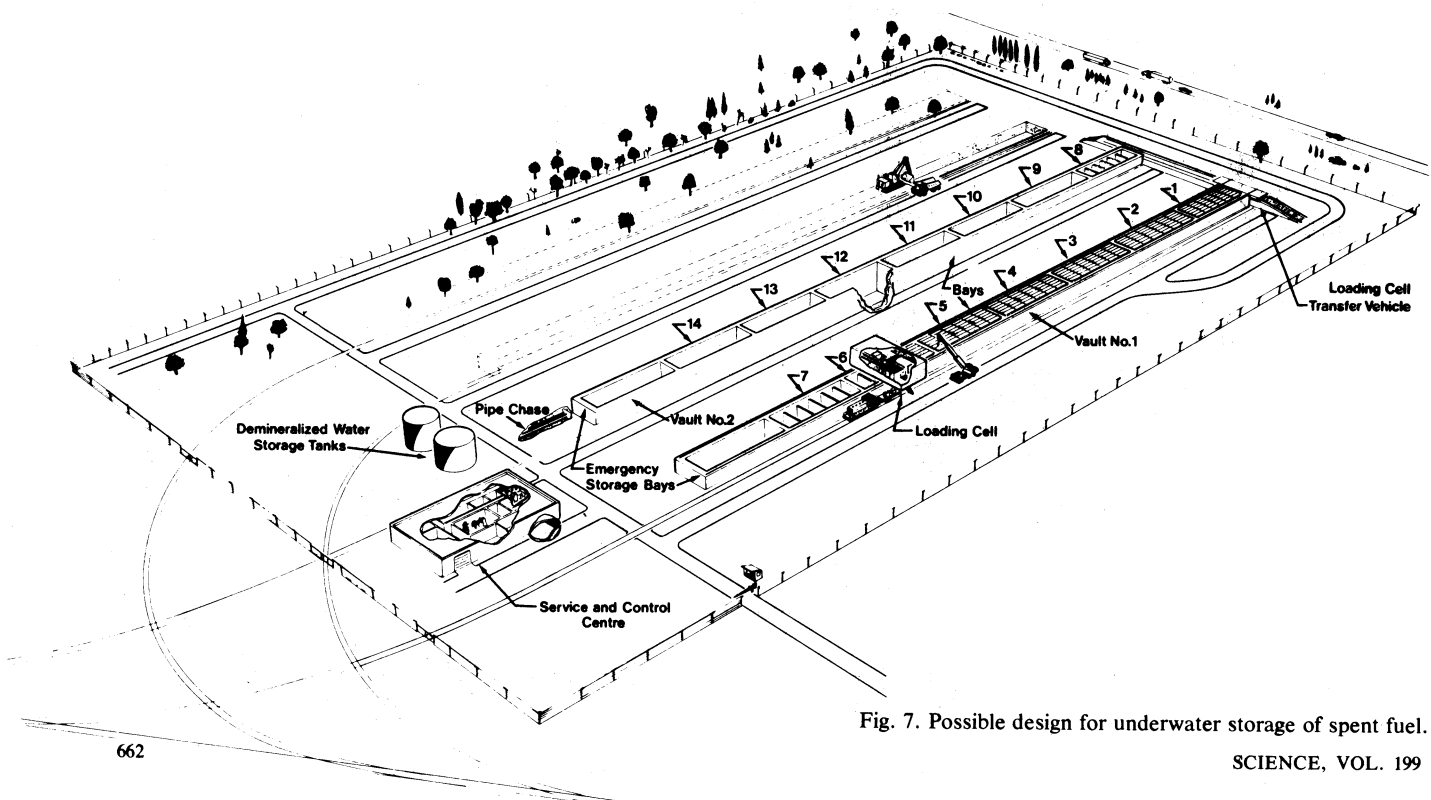 8
9
10
11
12
13
14
1
2
3
4
5
6
7
Bays
Loading Cell
Transfer Vehicle
Vault No.1
Vault No.2
Loading Cell
Pipe Chase
Demineralized Water
Storage Tanks
Emergency
Storage Bays
Service and Control
Centre
Fig. 7. Possible design for underwater storage of spent fuel.
662
SCIENCE, VOL. 199